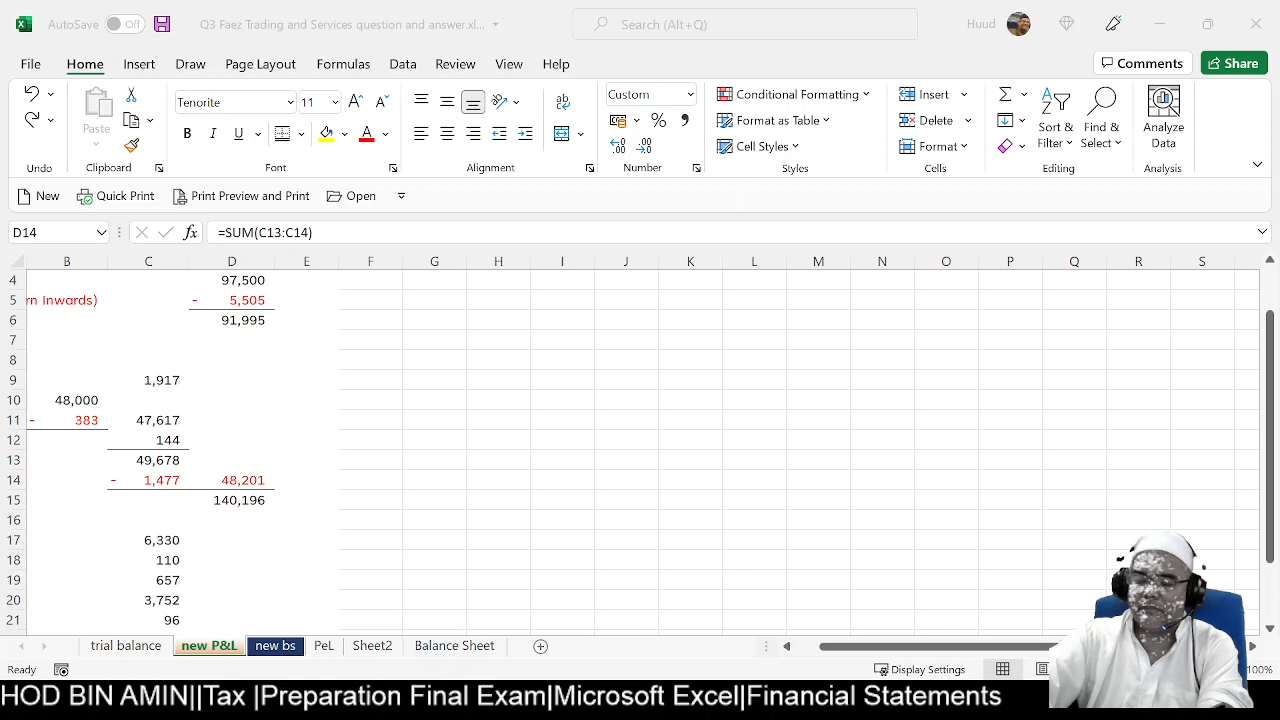 AutoSave Off Q3 Faez Trading and Services question and answer.xl... Search (Alt+Q) Huud
File Home Insert Draw Page Layout Formulas Data Review View Help Comments Share
Paste Tenorite 11 Custom Conditional Formatting Insert
Format as Table Delete Sort & Filter Find & Select Analyze Data
B I U A % Cell Styles Format
Undo Clipboard Font Alignment Number Styles Cells Editing Analysis
New Quick Print Print Preview and Print Open
D14 fx =SUM(C13:C14)
B C D E F G H I J K L M N O P Q R S
4 97,500
5 rn Inwards) - 5,505
6 91,995
7
8
9 1,917
10 48,000
11 - 383 47,617
12 144
13 49,678
14 - 1,477 48,201
15 140,196
16
17 6,330
18 110
19 657
20 3,752
21 96
trial balance new P&L new bs PeL Sheet2 Balance Sheet
Ready Display Settings 100%
HOD BIN AMIN||Tax |Preparation Final Exam|Microsoft Excel|Financial Statements